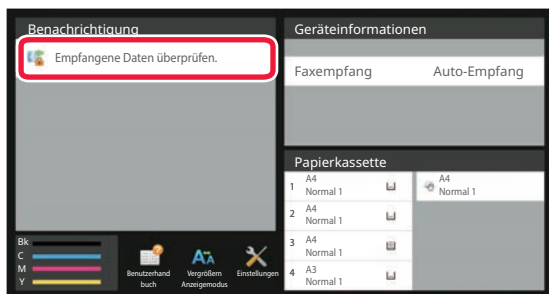 Benachrichtigung
Empfangene Daten überprüfen.
Geräteinformationen
Faxempfang Auto-Empfang
Papierkassette
1 A4
Normal 1
A4
Normal 1
2 A4
Normal 1
3 A4
Normal 1
4 A3
Normal 1
Bk
C
M
Y
Benutzerhand
buch
Vergrößern
Anzeigemodus
Einstellungen